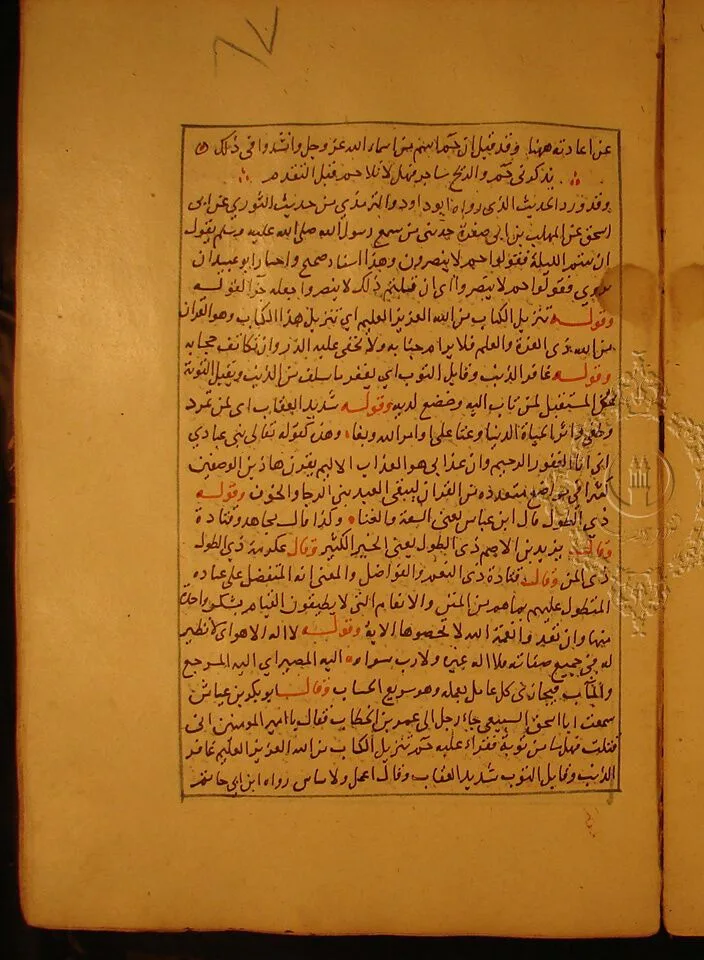 عن اعادته ههنا وقد قيل ان حم اسم من اسماء الله عز وجل وانشدوا في ذلك
يذكرني حم والرمح شاجر فهل لا تلا حم قبل التقدم
وقد ورد الحديث الذي رواه ابو داود والترمذي من حديث الثوري عن ابي
اسحق عن المهلب بن ابي صفرة حدثني من سمع رسول الله صلى الله عليه وسلم يقول
ان بيتم الليلة فقولوا حم لا ينصرون وهذا اسناد صحيح واختار ابو عبيد ان
يروي فقولوا حم لا ينصروا اي ان قلتم ذلك لا ينصروا جعله جزا لقوله
وقوله تنزيل الكتاب من الله العزيز العليم اي تنزيل هذا الكتاب وهو القران
من الله ذي العزة والعلم فلا يرام جنابه ولا يخفى عليه الذر وان تكاثف حجابه
وقوله غافر الذنب وقابل التوب اي يغفر ما سلف من الذنب ويقبل التوبة
في المستقبل لمن تاب اليه وخضع لديه وقوله شديد العقاب اي لمن تمرد
وطغى واثر الحياة الدنيا وعتا على اوامر الله وبغا وهذه كقوله تعالى نبي عبادي
اني انا الغفور الرحيم وان عذابي هو العذاب الاليم يقرن هاذين الوصفين
كثيرا في مواضع متعددة من القران ليبقى العبد بين الرجا والخوف وقوله
ذي الطول قال ابن عباس يعني السعة والغنا وكذا قال مجاهد وقتادة
وقال يزيد بن الاصم ذي الطول يعني الخير الكثير وقال عكرمة ذي الطول
ذي المن وقال قتادة ذي النعم والفواضل والمعنى انه المتفضل على عباده
المتطول عليهم بما هم من المنن والانعام التي لا يطيقون القيام بشكر واحدة
منها وان تعدوا نعمة الله لا تحصوها الاية وقوله لا اله الا هو اي لا نظير
له في جميع صفاته فلا اله غيره ولا رب سواه اليه المصير اي اليه المرجع
والمآب فيجازي كل عامل بعمله وهو سريع الحساب وقال ابو بكر بن عياش
سمعت ابا اسحق السبيعي جاء رجل الى عمر بن الخطاب فقال يا امير المومنين اني
قتلت فهل لي من توبة فقراء عليه حم تنزيل الكتاب من الله العزيز العليم غافر
الذنب وقابل التوب شديد العقاب وقال اعمل ولا تياس رواه ابن ابي حاتم